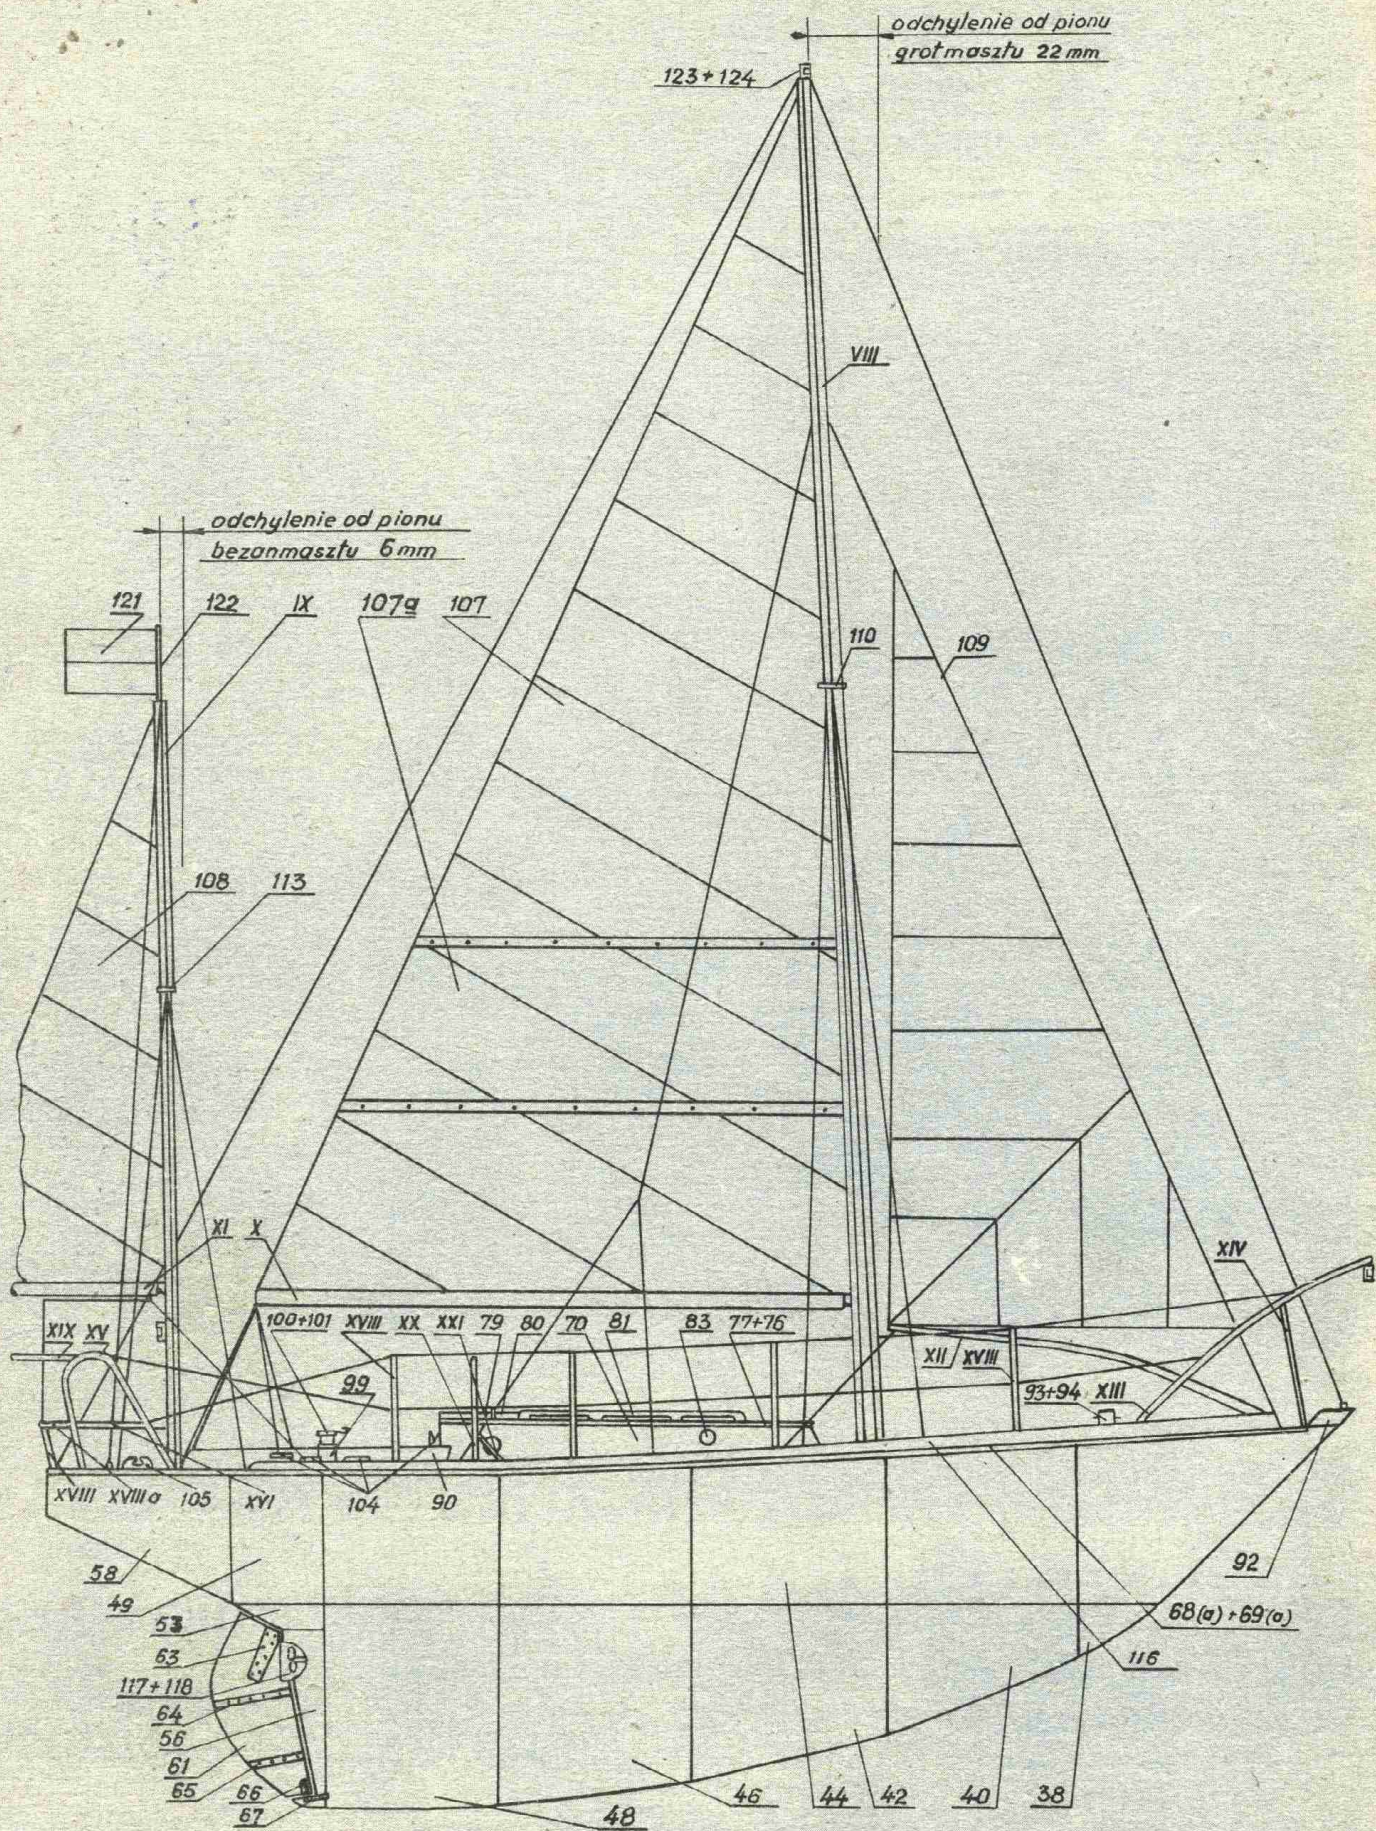 odchylenie od pionu
grotmasztu 22 mm
123+124
VIII
odchylenie od pionu
bezanmasztu 6 mm
121
122
IX
107a
107
110
109
108
113
XI
X
XIV
XIX
XV
100+101
XVIII
XX
XXI
79
80
70
81
83
77+76
XII
XVIII
99
93+94
XIII
XVIII
XVIII a
105
XVI
104
90
58
49
53
63
117+118
64
56
61
65
66
67
48
46
44
42
40
38
92
68(a)+69(a)
116